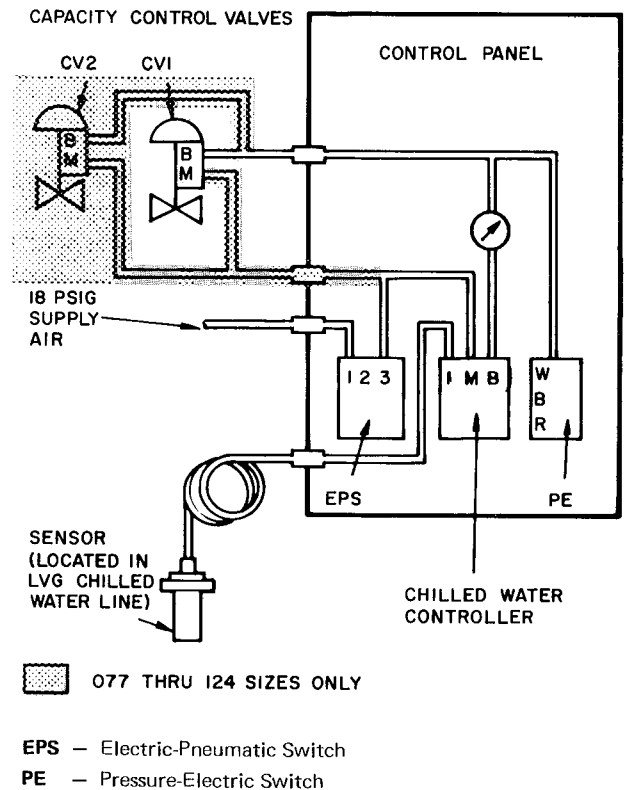 CAPACITY CONTROL VALVES
CV2 CV1
CONTROL PANEL
B
M
B
M
18 PSIG
SUPPLY
AIR
1 2 3
1 M B
W
B
R
EPS
PE
SENSOR
(LOCATED IN
LVG CHILLED
WATER LINE)
CHILLED WATER
CONTROLLER
077 THRU 124 SIZES ONLY
EPS – Electric-Pneumatic Switch
PE – Pressure-Electric Switch